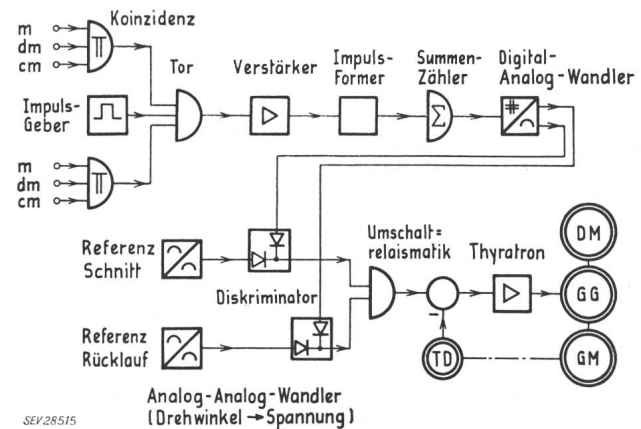 m
dm
cm
Koinzidenz
Tor
Verstärker
Impuls-
Former
Summen-
Zähler
Digital-
Analog-Wandler
Impuls-
Geber
Σ
#
m
dm
cm
Referenz
Schnitt
Diskriminator
Umschalt=
relaismatik
Thyratron
DM
GG
Referenz
Rücklauf
TD
GM
Analog-Analog-Wandler
(Drehwinkel → Spannung)
SEV 28515